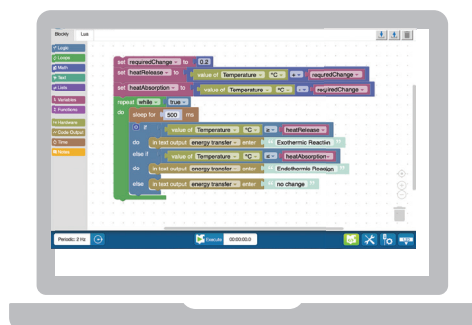 Blockly Lua
Logic
Loops
Math
Text
Lists
Variables
Functions
Hardware
Code Output
Time
Notes
set requiredChange to 0.2
set heatRelease to value of Temperature °C + requredChange
set heatAbsorption to value of Temperature °C - requiredChange
repeat while true
do sleep for 500 ms
if value of Temperature °C ≥ heatRelease
do in text output energy transfer enter “ Exothermic Reaction ”
else if value of Temperature °C ≤ heatAbsorption
do in text output energy transfer enter “ Endothermic Reaction ”
else in text output energy transfer enter “ no change ”
Periodic: 2 Hz Execute 00:00:00.0